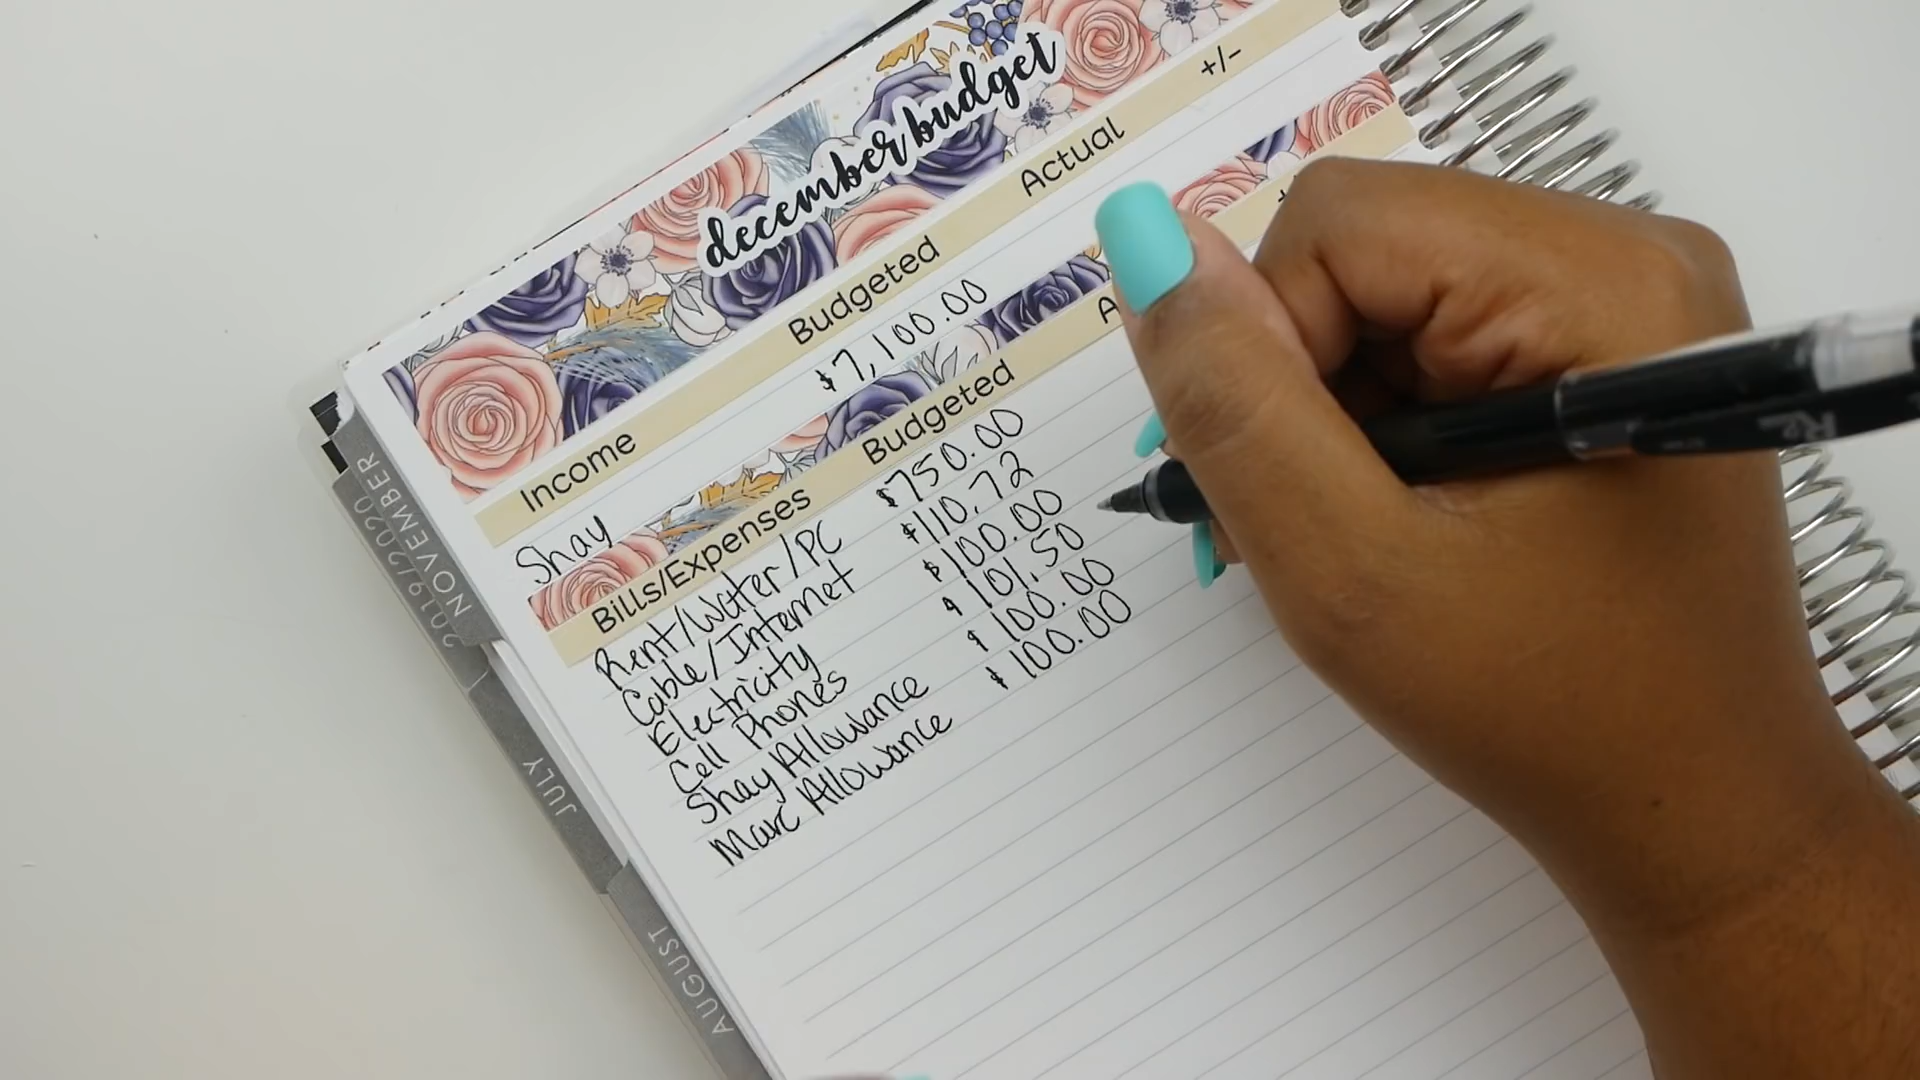 december budget
Income Budgeted Actual +/-
Shay $7,100.00
Bills/Expenses Budgeted A
Rent/Water/PC $750.00
Cable/Internet $110.72
Electricity $100.00
Cell Phones $101.50
Shay Allowance $100.00
Marc Allowance $100.00
2019/2020
NOVEMBER
JULY
AUGUST